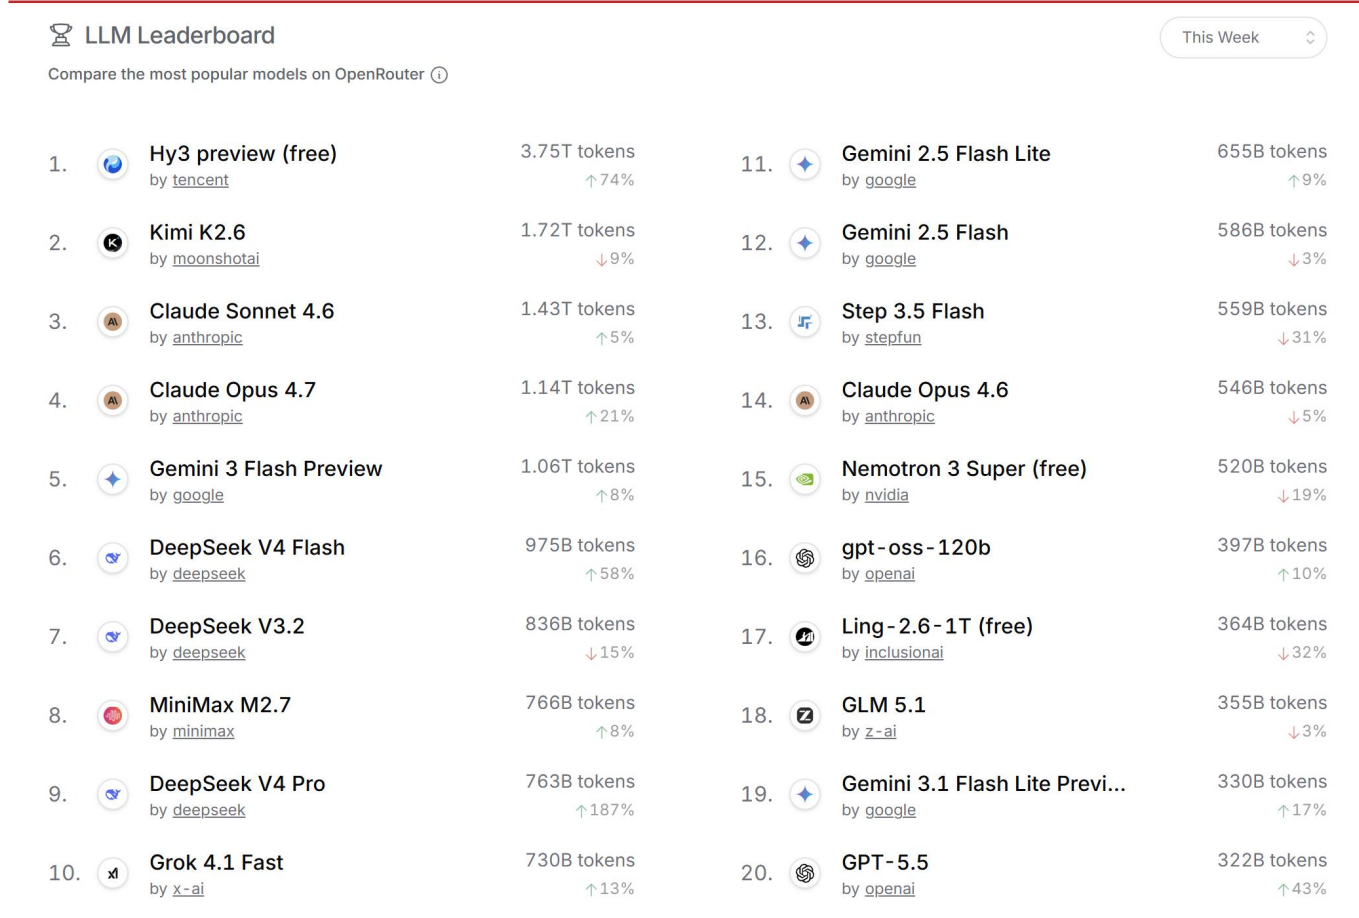 LLM Leaderboard
This Week
Compare the most popular models on OpenRouter
1.
Hy3 preview (free)
3.75T tokens
by tencent
↑74%
2.
Kimi K2.6
1.72T tokens
by moonshotai
↓9%
3.
Claude Sonnet 4.6
1.43T tokens
by anthropic
↑5%
4.
Claude Opus 4.7
1.14T tokens
by anthropic
↑21%
5.
Gemini 3 Flash Preview
1.06T tokens
by google
↑8%
6.
DeepSeek V4 Flash
975B tokens
by deepseek
↑58%
7.
DeepSeek V3.2
836B tokens
by deepseek
↓15%
8.
MiniMax M2.7
766B tokens
by minimax
↑8%
9.
DeepSeek V4 Pro
763B tokens
by deepseek
↑187%
10.
Grok 4.1 Fast
730B tokens
by x-ai
↑13%
11.
Gemini 2.5 Flash Lite
655B tokens
by google
↑9%
12.
Gemini 2.5 Flash
586B tokens
by google
↓3%
13.
Step 3.5 Flash
559B tokens
by stepfun
↓31%
14.
Claude Opus 4.6
546B tokens
by anthropic
↓5%
15.
Nemotron 3 Super (free)
520B tokens
by nvidia
↓19%
16.
gpt-oss-120b
397B tokens
by openai
↑10%
17.
Ling-2.6-1T (free)
364B tokens
by inclusionai
↓32%
18.
GLM 5.1
355B tokens
by z-ai
↓3%
19.
Gemini 3.1 Flash Lite Previ...
330B tokens
by google
↑17%
20.
GPT-5.5
322B tokens
by openai
↑43%